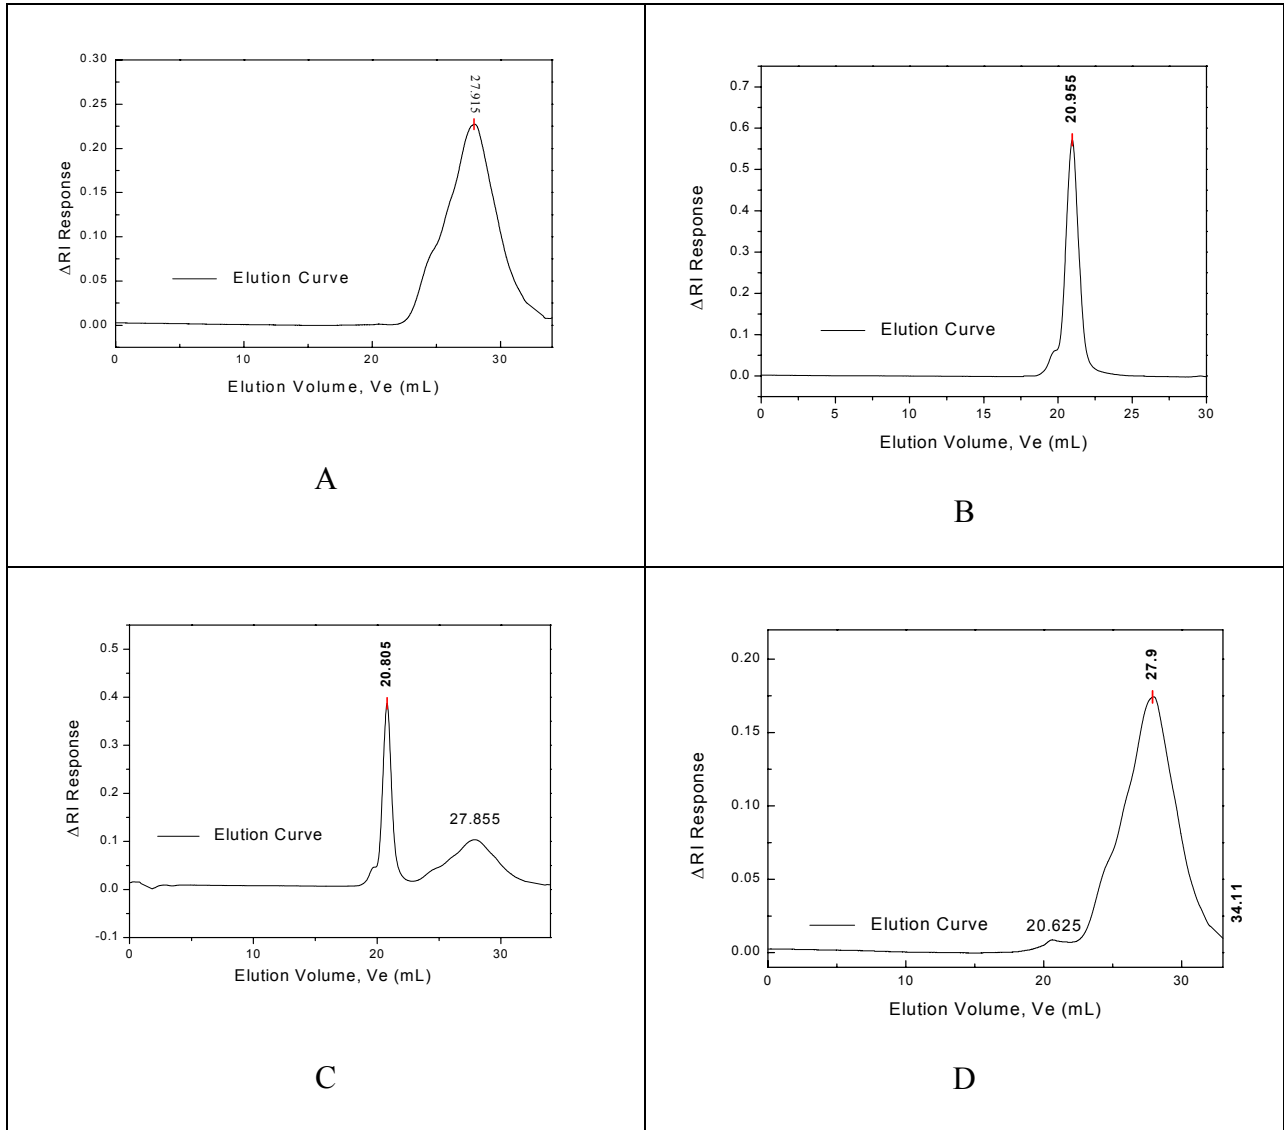 0.30
0.25
0.20
0.15
0.10
0.05
0.00
ΔRI Response
27.915
Elution Curve
0 10 20 30
Elution Volume, Ve (mL)
A
0.7
0.6
0.5
0.4
0.3
0.2
0.1
0.0
ΔRI Response
20.955
Elution Curve
0 5 10 15 20 25 30
Elution Volume, Ve (mL)
B
0.5
0.4
0.3
0.2
0.1
0.0
-0.1
ΔRI Response
20.805
27.855
Elution Curve
0 10 20 30
Elution Volume, Ve (mL)
C
0.20
0.15
0.10
0.05
0.00
ΔRI Response
27.9
20.625
34.11
Elution Curve
0 10 20 30
Elution Volume, Ve (mL)
D